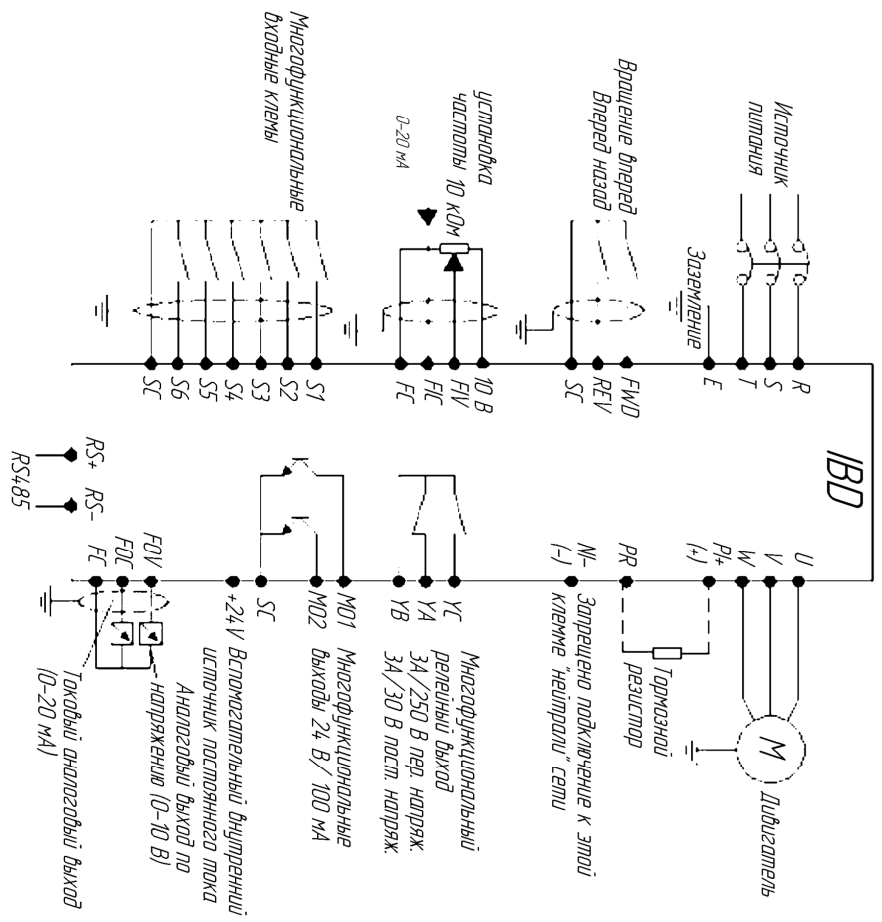 IBD
Источник
питания
R
S
T
E
Заземление
Вращение вперед
Вперед назад
FWD
REV
SC
установка
частоты 10 кОм
0-20 мА
10 В
FIV
FIC
FC
Многофункциональные
входные клемы
S1
S2
S3
S4
S5
S6
SC
RS+
RS-
RS485
U
V
W
PI+
(+)
PR
NI-
(-)
М
Дивигатель
Тормозной
резистор
Запрещено подключение к этой
клемме "нейтрали" сети
YC
YA
YB
Многофункциональный
релейный выход
3А/250 В пер. напряж.
3А/30 В пост. напряж.
MO1
MO2
Многофункциональные
выходы 24 В/ 100 мА
SC
+24V Вспомогательный внутренний
источник постоянного тока
FOV
FOC
FC
Аналоговый выход по
напряжению (0-10 В)
Токовый аналоговый выход
(0-20 мА)